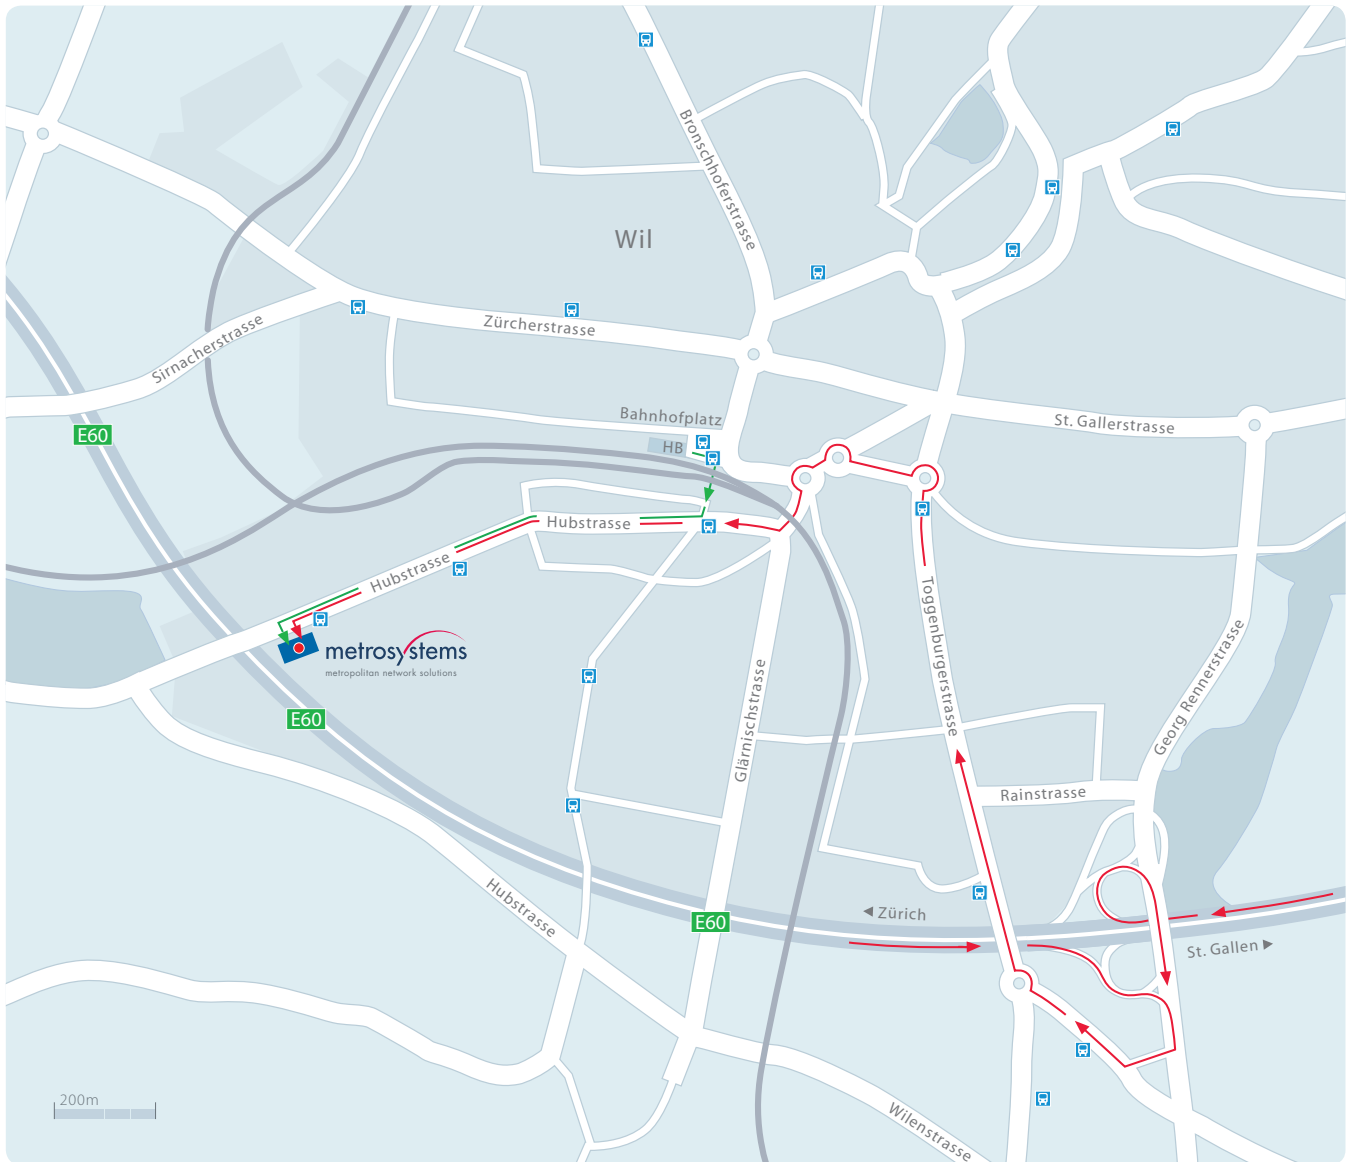 Bronschhoferstrasse
Wil
Zürcherstrasse
Sirnacherstrasse
Bahnhofplatz
HB
St. Gallerstrasse
E60
Hubstrasse
Hubstrasse
Toggenburgerstrasse
metrosystems
metropolitan network solutions
Georg Rennerstrasse
Glärnischstrasse
E60
Rainstrasse
Hubstrasse
E60
Zürich
St. Gallen
200m
Wilenstrasse